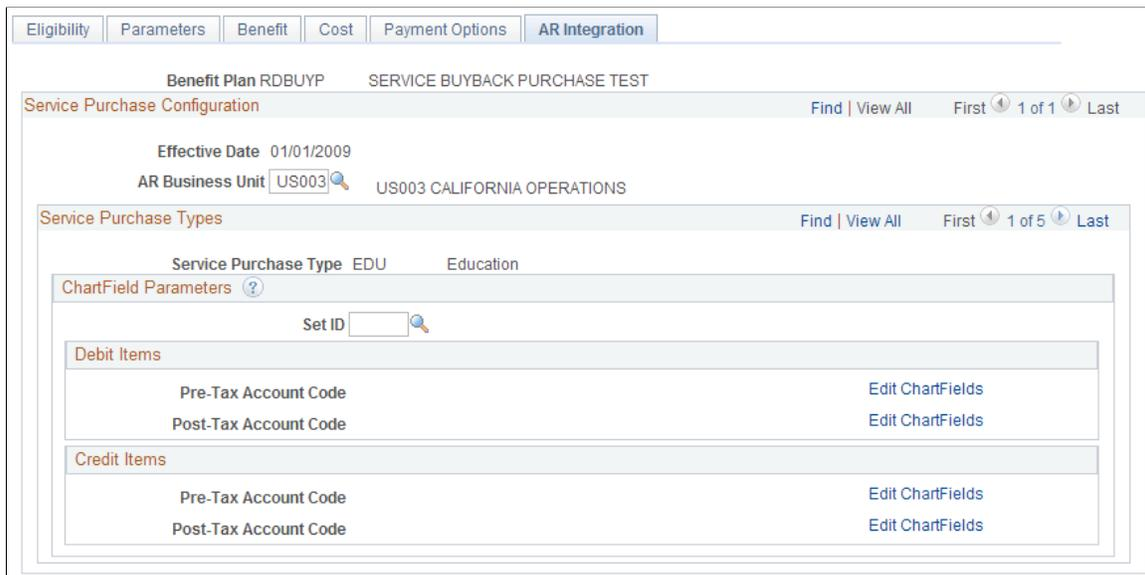 Eligibility Parameters Benefit Cost Payment Options AR Integration
Benefit Plan RDBUYP SERVICE BUYBACK PURCHASE TEST
Service Purchase Configuration Find | View All First 1 of 1 Last
Effective Date 01/01/2009
AR Business Unit US003 US003 CALIFORNIA OPERATIONS
Service Purchase Types Find | View All First 1 of 5 Last
Service Purchase Type EDU Education
ChartField Parameters ?
Set ID
Debit Items
Pre-Tax Account Code Edit ChartFields
Post-Tax Account Code Edit ChartFields
Credit Items
Pre-Tax Account Code Edit ChartFields
Post-Tax Account Code Edit ChartFields